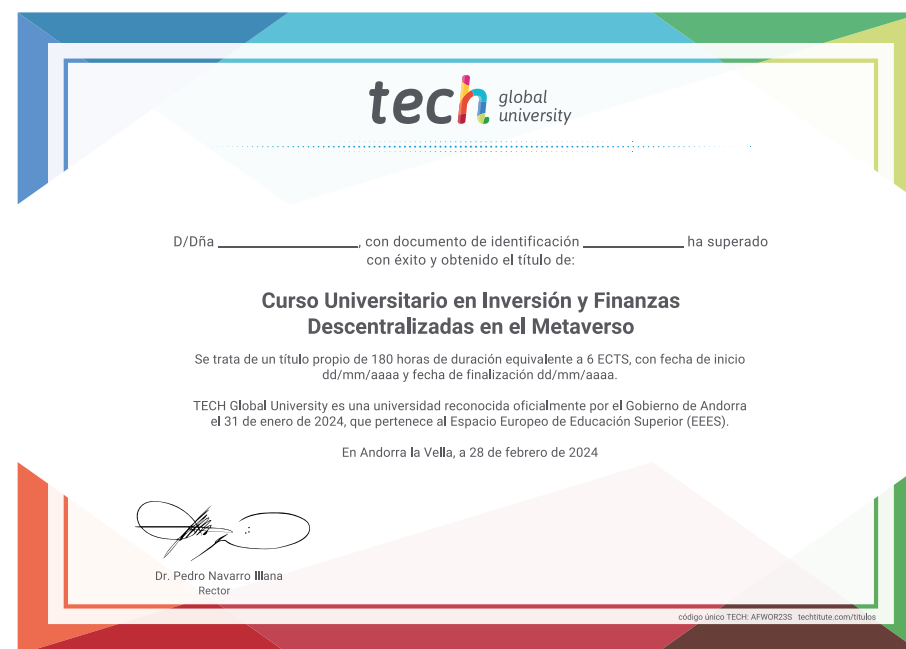 tech global university
D/Dña ____________________, con documento de identificación ______________ ha superado
con éxito y obtenido el título de:
Curso Universitario en Inversión y Finanzas
Descentralizadas en el Metaverso
Se trata de un título propio de 180 horas de duración equivalente a 6 ECTS, con fecha de inicio
dd/mm/aaaa y fecha de finalización dd/mm/aaaa.
TECH Global University es una universidad reconocida oficialmente por el Gobierno de Andorra
el 31 de enero de 2024, que pertenece al Espacio Europeo de Educación Superior (EEES).
En Andorra la Vella, a 28 de febrero de 2024
Dr. Pedro Navarro Illana
Rector
código único TECH: AFWOR23S techtitute.com/titulos